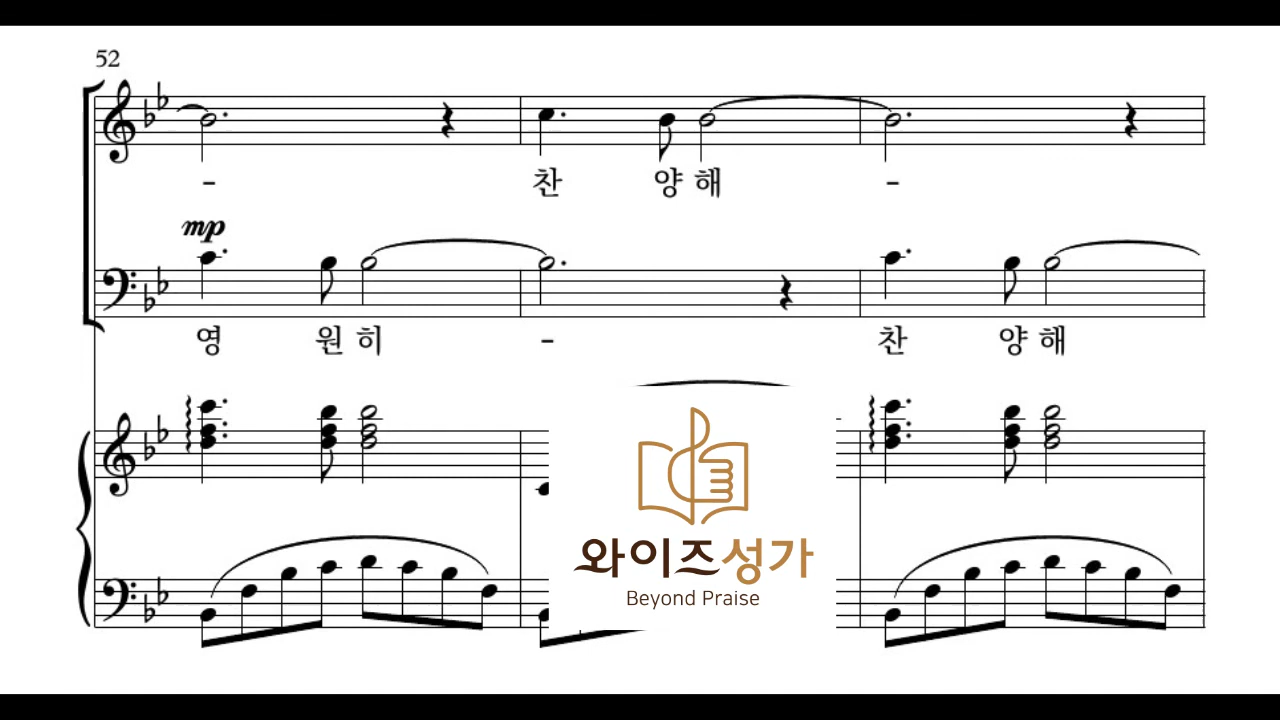 52
- 찬 양 해 -
mp
영 원 히 - 찬 양 해
와이즈성가
Beyond Praise